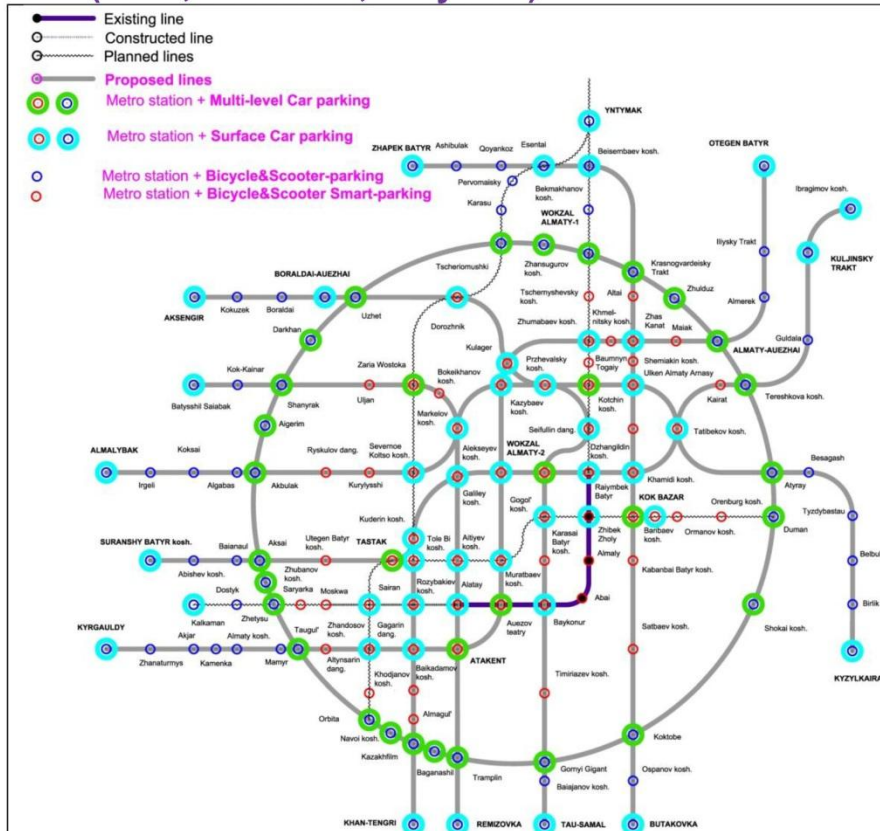 Existing line
Constructed line
Planned lines
Proposed lines
Metro station + Multi-level Car parking
Metro station + Surface Car parking
Metro station + Bicycle&Scooter-parking
Metro station + Bicycle&Scooter Smart-parking
YNTYMAK
ZHAPEK BATYR
Ashibulak
Qoyankoz
Esentai
Beisembaev kosh.
OTEGEN BATYR
Pervomaisky
Bekmakhanov
kosh.
Ibragimov kosh.
Karasu
WOKZAL
ALMATY-1
Tscheriomushki
Zhansugurov
kosh.
Krasnogvardeisky
Trakt
Iliysky Trakt
KULJINSKY
TRAKT
BORALDAI-AUEZHAI
Tschernyshevsky
kosh.
Altai
Zhulduz
AKSENGIR
Kokuzek
Boraldai
Uzhet
Dorozhnik
Zhumabaev kosh.
Khmel-
nitsky kosh.
Zhas
Kanat
Maiak
Almerek
Darkhan
Kulager
Guldala
ALMATY-AUEZHAI
Kok-Kainar
Zaria Wostoka
Bokeikhanov
kosh.
Przhevalsky
kosh.
Baumnyn
Togaiy
Shemiakin kosh.
Ulken Almaty Arnasy
Batysshil Saiabak
Shanyrak
Uljan
Markelov
kosh.
Kazybaev
kosh.
Kotchin
kosh.
Kairat
Tereshkova kosh.
Aigerim
Seifullin dang.
Tatibekov kosh.
ALMALYBAK
Koksai
Ryskulov dang.
Severnoe
Koltso kosh.
Alekseyev
kosh.
WOKZAL
ALMATY-2
Ozhangildin
kosh.
Besagash
Irgeli
Algabas
Akbulak
Kurylysshi
Galiley
kosh.
Raiymbek
Batyr
Khamidi kosh.
Atyray
Gogol'
kosh.
KOK BAZAR
Orenburg kosh.
Kuderin kosh.
Tyzdybastau
SURANSHY BATYR kosh.
Baianaul
Aksai
Utegen Batyr
kosh.
TASTAK
Tole Bi
kosh.
Aitiyev
kosh.
Karasai
Batyr kosh.
Zhibek
Zholy
Baribaev
kosh.
Ormanov kosh.
Duman
Abishev kosh.
Zhubanov
kosh.
Muratbaev
kosh.
Almaty
Kabanbai Batyr kosh.
Belbulak
Dostyk
Saryarka
Moskwa
Sairan
Rozybakiev
kosh.
Alatay
Abai
Birlik
Kalkaman
Zhetysu
Zhandosov
kosh.
Gagarin
dang.
Auezov
teatry
Baykonur
Shokai kosh.
KYRGAULDY
Akjar
Almaty kosh.
Taugul'
Satbaev kosh.
Zhanaturmys
Kamenka
Mamyr
Altynsarin
dang.
Khodjanov
kosh.
Baikadamov
kosh.
ATAKENT
KYZYLKAIRAT
Timiriazev kosh.
Orbita
Almagul'
Navoi kosh.
Koktobe
Kazakhfilm
Baganashil
Tramplin
Gornyi Gigant
Baiajanov kosh.
Ospanov kosh.
KHAN-TENGRI
REMIZOVKA
TAU-SAMAL
BUTAKOVKA